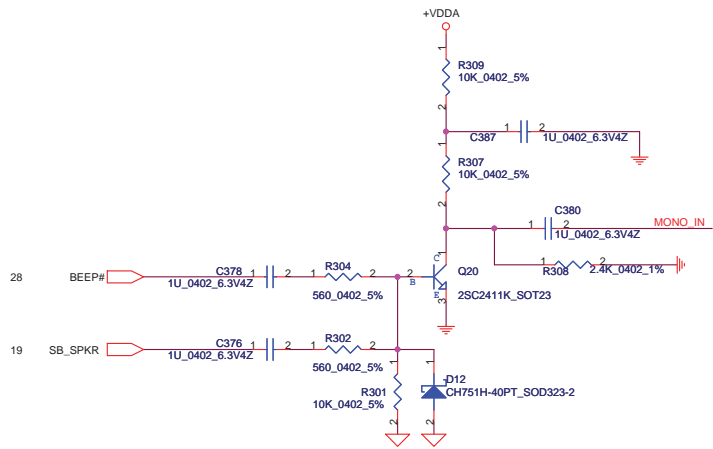 +VDDA
1
R309
10K_0402_5%
2
1
C387
1
2
1U_0402_6.3V4Z
R307
10K_0402_5%
2
C380
1
2
1U_0402_6.3V4Z
MONO_IN
1
R308
2
2.4K_0402_1%
28
BEEP#
C378
1
2
1U_0402_6.3V4Z
R304
1
2
560_0402_5%
2
B
C
1
E
3
Q20
2SC2411K_SOT23
19
SB_SPKR
C376
1
2
1U_0402_6.3V4Z
R302
1
2
560_0402_5%
1
R301
10K_0402_5%
2
1
D12
CH751H-40PT_SOD323-2
2